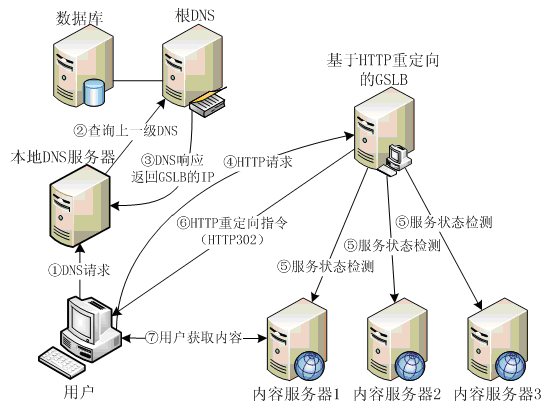 数据库
根DNS
基于HTTP重定向
的GSLB
②查询上一级DNS
本地DNS服务器
③DNS响应
返回GSLB的IP
④HTTP请求
⑥HTTP重定向指令
（HTTP302）
⑤服务状态检测
⑤服务状态检测
⑤服务状态检测
①DNS请求
⑦用户获取内容
用户
内容服务器1
内容服务器2
内容服务器3